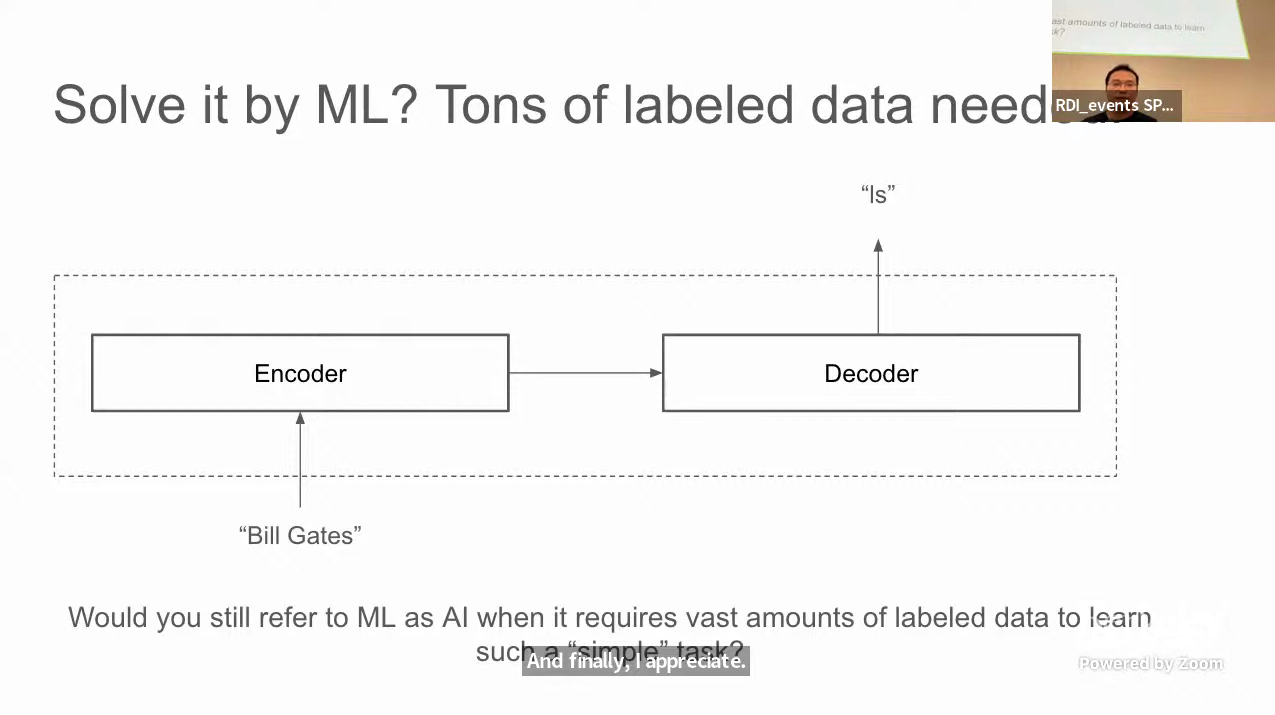 ast amounts of labeled data to learn
sk?
Solve it by ML? Tons of labeled data need
RDI_events SP...
“Is”
Encoder
Decoder
“Bill Gates”
Would you still refer to ML as AI when it requires vast amounts of labeled data to learn
such a “simple” task?
And finally, I appreciate.
Powered by Zoom